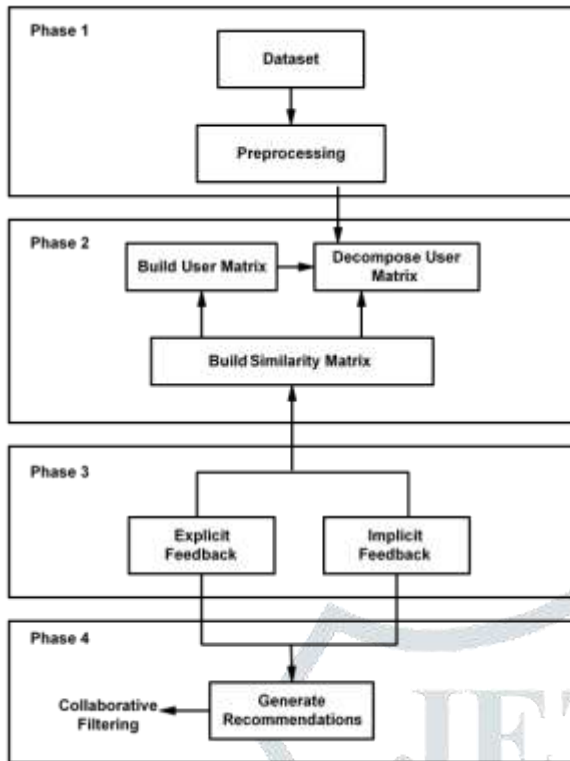 Phase 1
Dataset
Preprocessing
Phase 2
Build User Matrix
Decompose User
Matrix
Build Similarity Matrix
Phase 3
Explicit
Feedback
Implicit
Feedback
Phase 4
Collaborative
Filtering
Generate
Recommendations